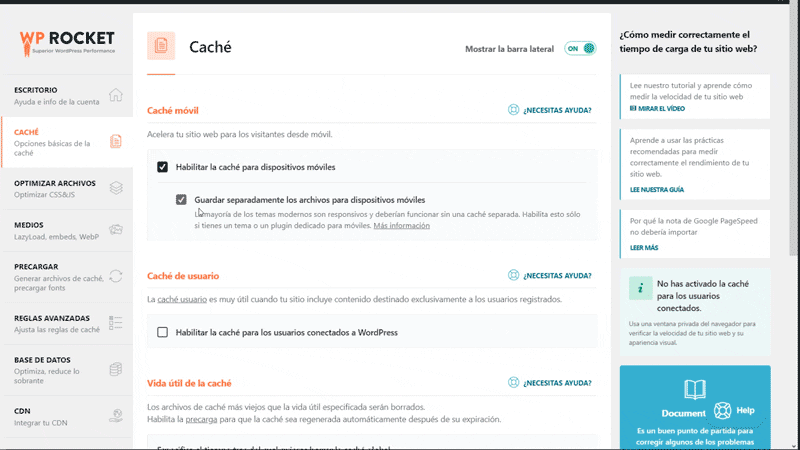 WP ROCKET
Superior WordPress Performance
ESCRITORIO
Ayuda e info de la cuenta
CACHÉ
Opciones básicas de la
caché
OPTIMIZAR ARCHIVOS
Optimizar CSS&JS
MEDIOS
LazyLoad, embeds, WebP
PRECARGAR
Generar archivos de caché,
precargar fonts
REGLAS AVANZADAS
Ajusta las reglas de caché
BASE DE DATOS
Optimiza, reduce lo
sobrante
CDN
Integrar tu CDN
Caché
Mostrar la barra lateral
ON
Caché móvil
¿NECESITAS AYUDA?
Acelera tu sitio web para los visitantes desde móvil.
Habilitar la caché para dispositivos móviles
Guardar separadamente los archivos para dispositivos móviles
La mayoría de los temas modernos son responsivos y deberían funcionar sin una caché separada. Habilita esto sólo
si tienes un tema o un plugin dedicado para móviles. Más información
Caché de usuario
¿NECESITAS AYUDA?
La caché usuario es muy útil cuando tu sitio incluye contenido destinado exclusivamente a los usuarios registrados.
Habilitar la caché para los usuarios conectados a WordPress
Vida útil de la caché
¿NECESITAS AYUDA?
Los archivos de caché más viejos que la vida útil especificada serán borrados.
Habilita la precarga para que la caché sea regenerada automáticamente después de su expiración.
¿Cómo medir correctamente el
tiempo de carga de tu sitio web?
Lee nuestro tutorial y aprende cómo
medir la velocidad de tu sitio web
MIRAR EL VÍDEO
Aprende a usar las prácticas
recomendadas para medir
correctamente el rendimiento de tu
sitio web.
LEE NUESTRA GUÍA
Por qué la nota de Google PageSpeed
no debería importar
LEER MÁS
i
No has activado la caché
para los usuarios
conectados.
Usa una ventana privada del navegador para
verificar la velocidad de tu sitio web y su
apariencia visual.
Document
Help
Es un buen punto de partida para
corregir algunos de los problemas